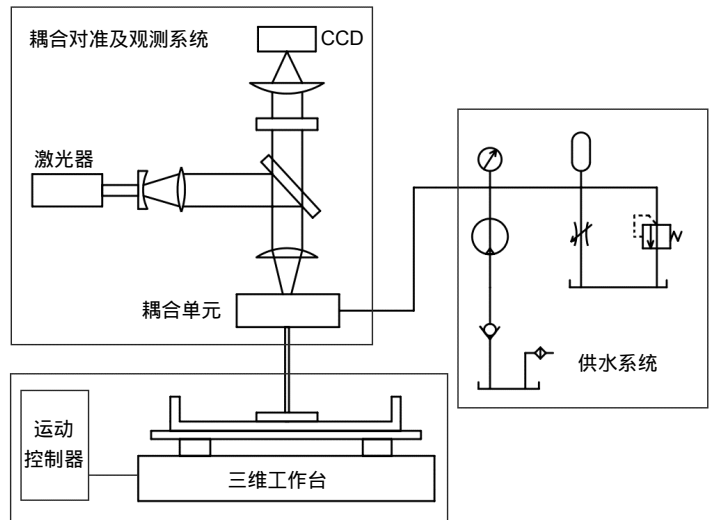 耦合对准及观测系统
CCD
激光器
耦合单元
供水系统
运动
控制器
三维工作台